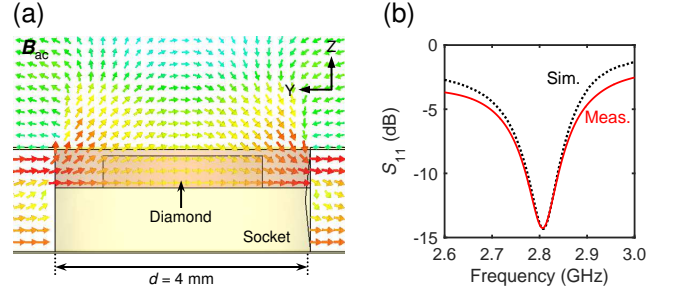 (a)
B_ac
Z
Y
Diamond
Socket
d = 4 mm
(b)
0
-5
-10
-15
S_11 (dB)
Sim.
Meas.
2.6 2.7 2.8 2.9 3.0
Frequency (GHz)